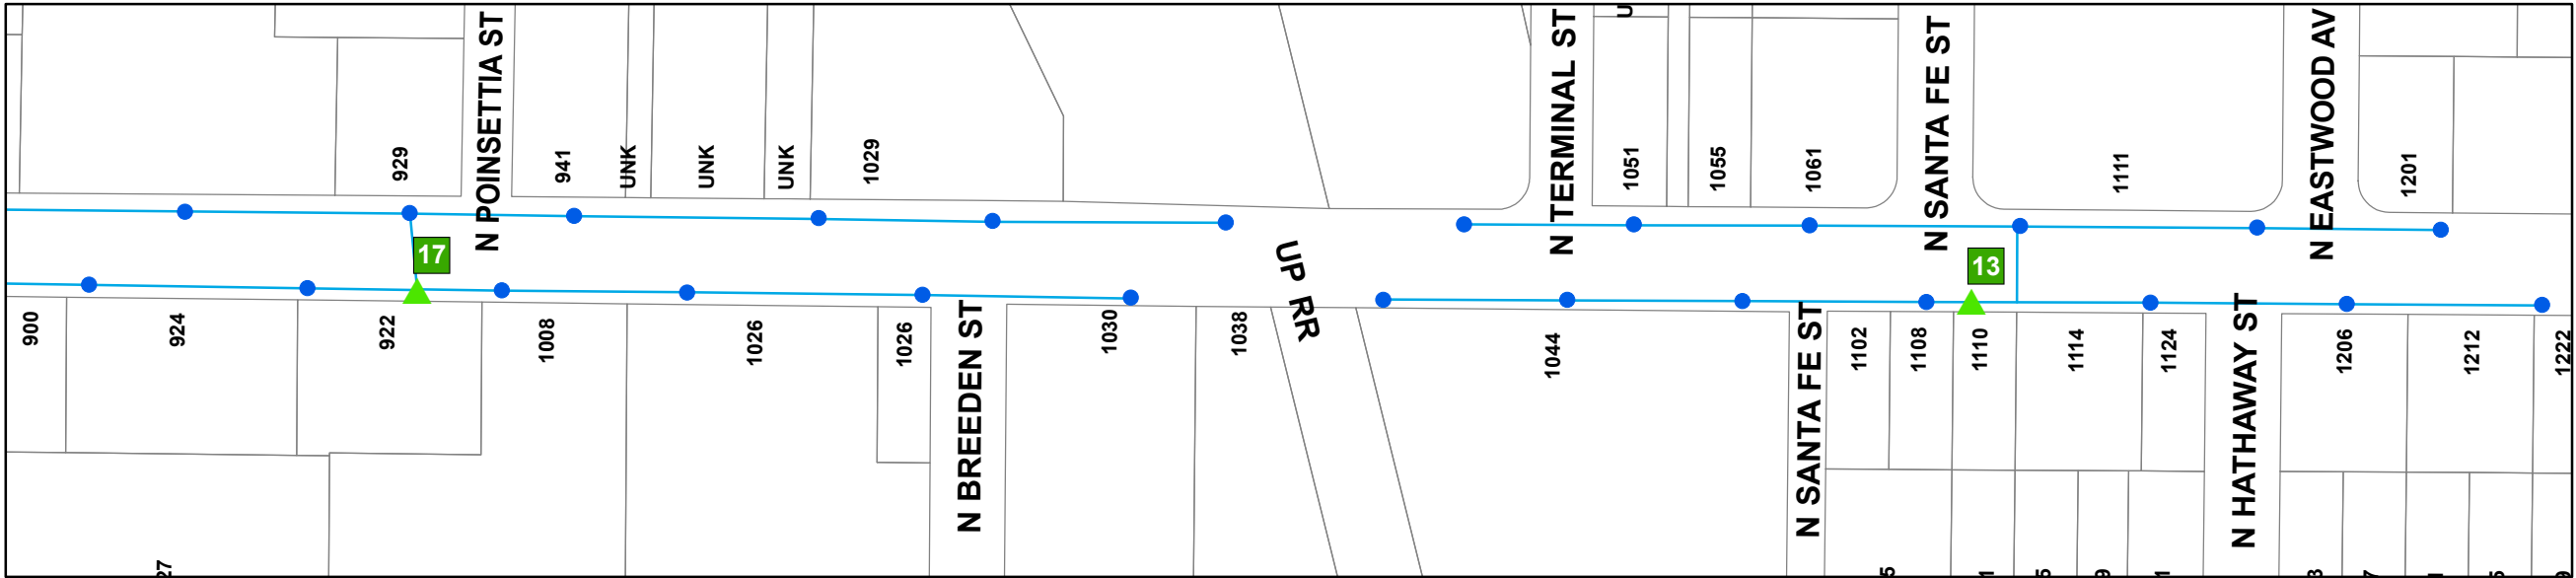 N POINSETTIA ST
N TERMINAL ST
N SANTA FE ST
N EASTWOOD AV
929
941
UNK
UNK
UNK
1029
1051
1055
1061
1111
1201
17
13
UP RR
900
924
922
1008
1026
1026
N BREEDEN ST
1030
1038
1044
N SANTA FE ST
1102
1108
1110
1114
1124
N HATHAWAY ST
1206
1212
1222
27